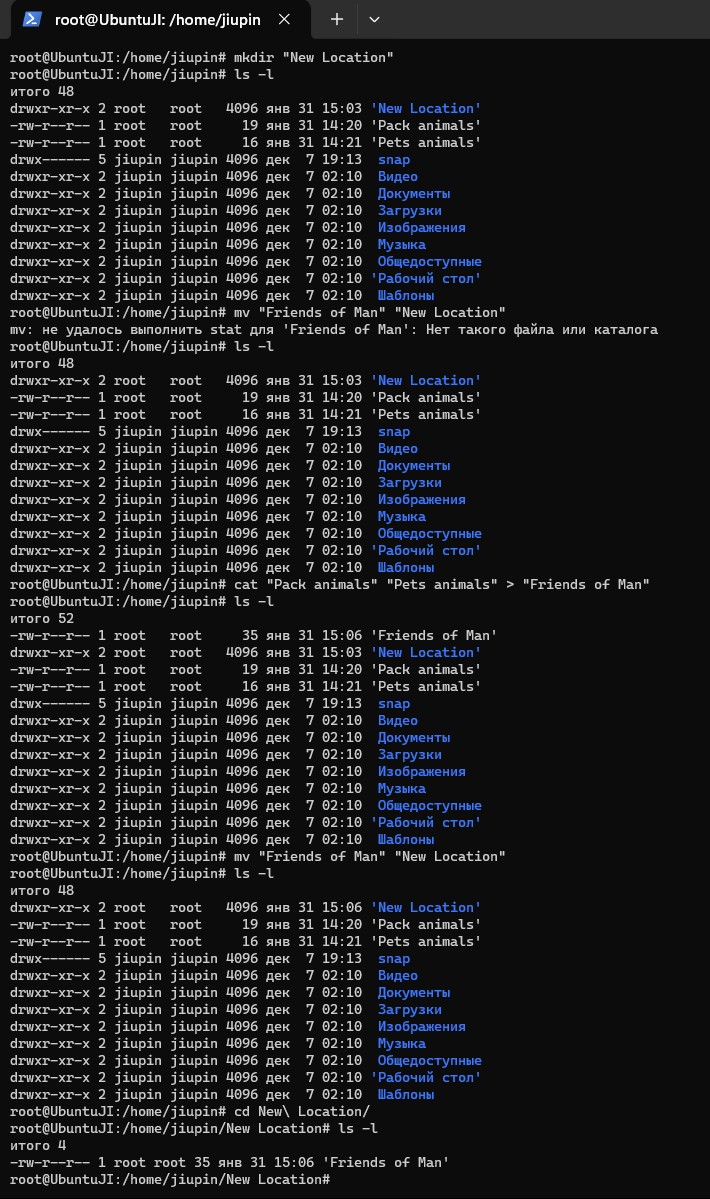 root@UbuntuJI: /home/jiupin
root@UbuntuJI:/home/jiupin# mkdir "New Location"
root@UbuntuJI:/home/jiupin# ls -l
итого 48
drwxr-xr-x 2 root   root   4096 янв 31 15:03 'New Location'
-rw-r--r-- 1 root   root     19 янв 31 14:20 'Pack animals'
-rw-r--r-- 1 root   root     16 янв 31 14:21 'Pets animals'
drwx------ 5 jiupin jiupin 4096 дек  7 19:13  snap
drwxr-xr-x 2 jiupin jiupin 4096 дек  7 02:10  Видео
drwxr-xr-x 2 jiupin jiupin 4096 дек  7 02:10  Документы
drwxr-xr-x 2 jiupin jiupin 4096 дек  7 02:10  Загрузки
drwxr-xr-x 2 jiupin jiupin 4096 дек  7 02:10  Изображения
drwxr-xr-x 2 jiupin jiupin 4096 дек  7 02:10  Музыка
drwxr-xr-x 2 jiupin jiupin 4096 дек  7 02:10  Общедоступные
drwxr-xr-x 2 jiupin jiupin 4096 дек  7 02:10 'Рабочий стол'
drwxr-xr-x 2 jiupin jiupin 4096 дек  7 02:10  Шаблоны
root@UbuntuJI:/home/jiupin# mv "Friends of Man" "New Location"
mv: не удалось выполнить stat для 'Friends of Man': Нет такого файла или каталога
root@UbuntuJI:/home/jiupin# ls -l
итого 48
drwxr-xr-x 2 root   root   4096 янв 31 15:03 'New Location'
-rw-r--r-- 1 root   root     19 янв 31 14:20 'Pack animals'
-rw-r--r-- 1 root   root     16 янв 31 14:21 'Pets animals'
drwx------ 5 jiupin jiupin 4096 дек  7 19:13  snap
drwxr-xr-x 2 jiupin jiupin 4096 дек  7 02:10  Видео
drwxr-xr-x 2 jiupin jiupin 4096 дек  7 02:10  Документы
drwxr-xr-x 2 jiupin jiupin 4096 дек  7 02:10  Загрузки
drwxr-xr-x 2 jiupin jiupin 4096 дек  7 02:10  Изображения
drwxr-xr-x 2 jiupin jiupin 4096 дек  7 02:10  Музыка
drwxr-xr-x 2 jiupin jiupin 4096 дек  7 02:10  Общедоступные
drwxr-xr-x 2 jiupin jiupin 4096 дек  7 02:10 'Рабочий стол'
drwxr-xr-x 2 jiupin jiupin 4096 дек  7 02:10  Шаблоны
root@UbuntuJI:/home/jiupin# cat "Pack animals" "Pets animals" > "Friends of Man"
root@UbuntuJI:/home/jiupin# ls -l
итого 52
-rw-r--r-- 1 root   root     35 янв 31 15:06 'Friends of Man'
drwxr-xr-x 2 root   root   4096 янв 31 15:03 'New Location'
-rw-r--r-- 1 root   root     19 янв 31 14:20 'Pack animals'
-rw-r--r-- 1 root   root     16 янв 31 14:21 'Pets animals'
drwx------ 5 jiupin jiupin 4096 дек  7 19:13  snap
drwxr-xr-x 2 jiupin jiupin 4096 дек  7 02:10  Видео
drwxr-xr-x 2 jiupin jiupin 4096 дек  7 02:10  Документы
drwxr-xr-x 2 jiupin jiupin 4096 дек  7 02:10  Загрузки
drwxr-xr-x 2 jiupin jiupin 4096 дек  7 02:10  Изображения
drwxr-xr-x 2 jiupin jiupin 4096 дек  7 02:10  Музыка
drwxr-xr-x 2 jiupin jiupin 4096 дек  7 02:10  Общедоступные
drwxr-xr-x 2 jiupin jiupin 4096 дек  7 02:10 'Рабочий стол'
drwxr-xr-x 2 jiupin jiupin 4096 дек  7 02:10  Шаблоны
root@UbuntuJI:/home/jiupin# mv "Friends of Man" "New Location"
root@UbuntuJI:/home/jiupin# ls -l
итого 48
drwxr-xr-x 2 root   root   4096 янв 31 15:06 'New Location'
-rw-r--r-- 1 root   root     19 янв 31 14:20 'Pack animals'
-rw-r--r-- 1 root   root     16 янв 31 14:21 'Pets animals'
drwx------ 5 jiupin jiupin 4096 дек  7 19:13  snap
drwxr-xr-x 2 jiupin jiupin 4096 дек  7 02:10  Видео
drwxr-xr-x 2 jiupin jiupin 4096 дек  7 02:10  Документы
drwxr-xr-x 2 jiupin jiupin 4096 дек  7 02:10  Загрузки
drwxr-xr-x 2 jiupin jiupin 4096 дек  7 02:10  Изображения
drwxr-xr-x 2 jiupin jiupin 4096 дек  7 02:10  Музыка
drwxr-xr-x 2 jiupin jiupin 4096 дек  7 02:10  Общедоступные
drwxr-xr-x 2 jiupin jiupin 4096 дек  7 02:10 'Рабочий стол'
drwxr-xr-x 2 jiupin jiupin 4096 дек  7 02:10  Шаблоны
root@UbuntuJI:/home/jiupin# cd New\ Location/
root@UbuntuJI:/home/jiupin/New Location# ls -l
итого 4
-rw-r--r-- 1 root root 35 янв 31 15:06 'Friends of Man'
root@UbuntuJI:/home/jiupin/New Location#